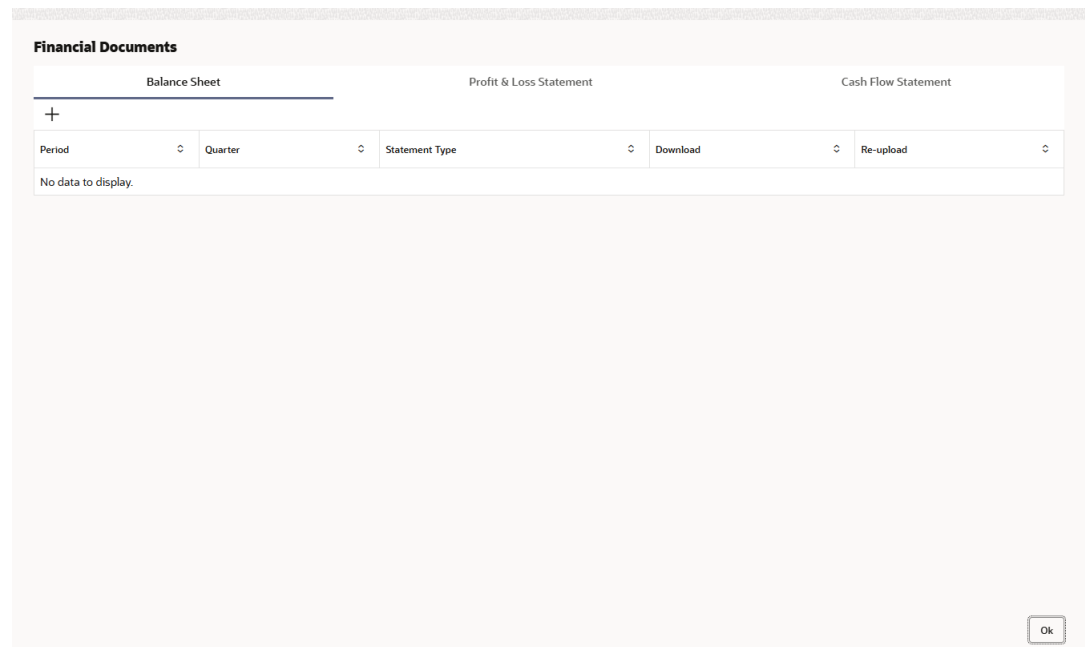 Financial Documents
Balance Sheet Profit & Loss Statement Cash Flow Statement
Period Quarter Statement Type Download Re-upload
No data to display.
Ok